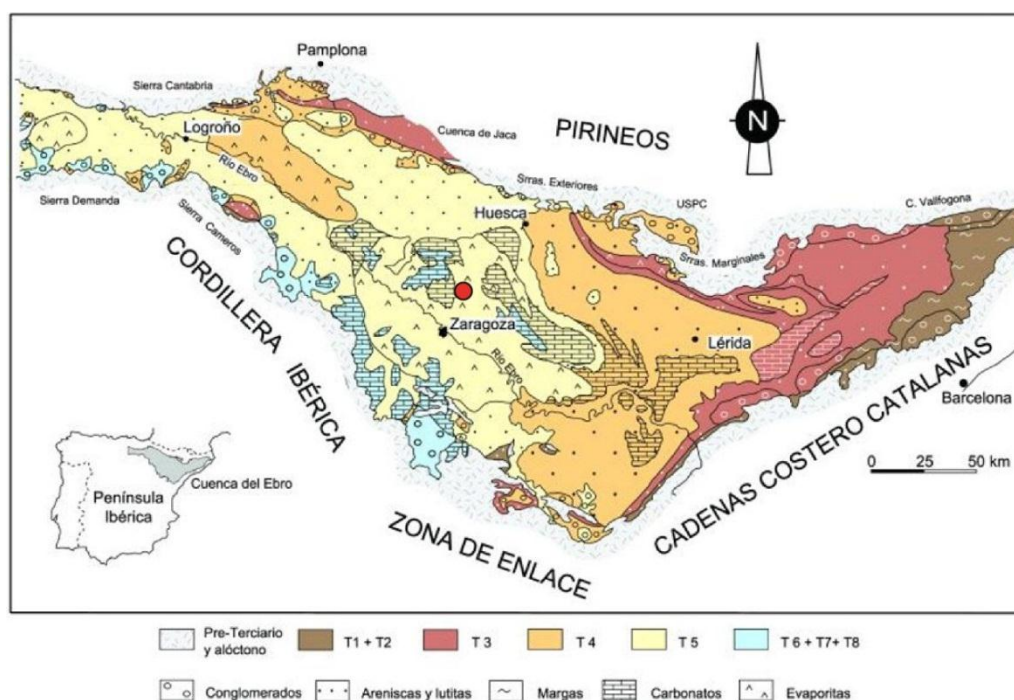 Pamplona
Sierra Cantabria
Logroño
Cuenca de Jaca
PIRINEOS
N
Río Ebro
Srras. Exteriores
USPC
C. Vallfogona
Sierra Demanda
Sierra Cameros
Huesca
Srras. Marginales
CORDILLERA IBÉRICA
Zaragoza
Río Ebro
Lérida
Barcelona
CADENAS COSTERO CATALANAS
0 25 50 km
Cuenca del Ebro
Península
Ibérica
ZONA DE ENLACE
Pre-Terciario
y alóctono
T1 + T2
T 3
T 4
T 5
T 6 + T7+ T8
Conglomerados
Areniscas y lutitas
Margas
Carbonatos
Evaporitas